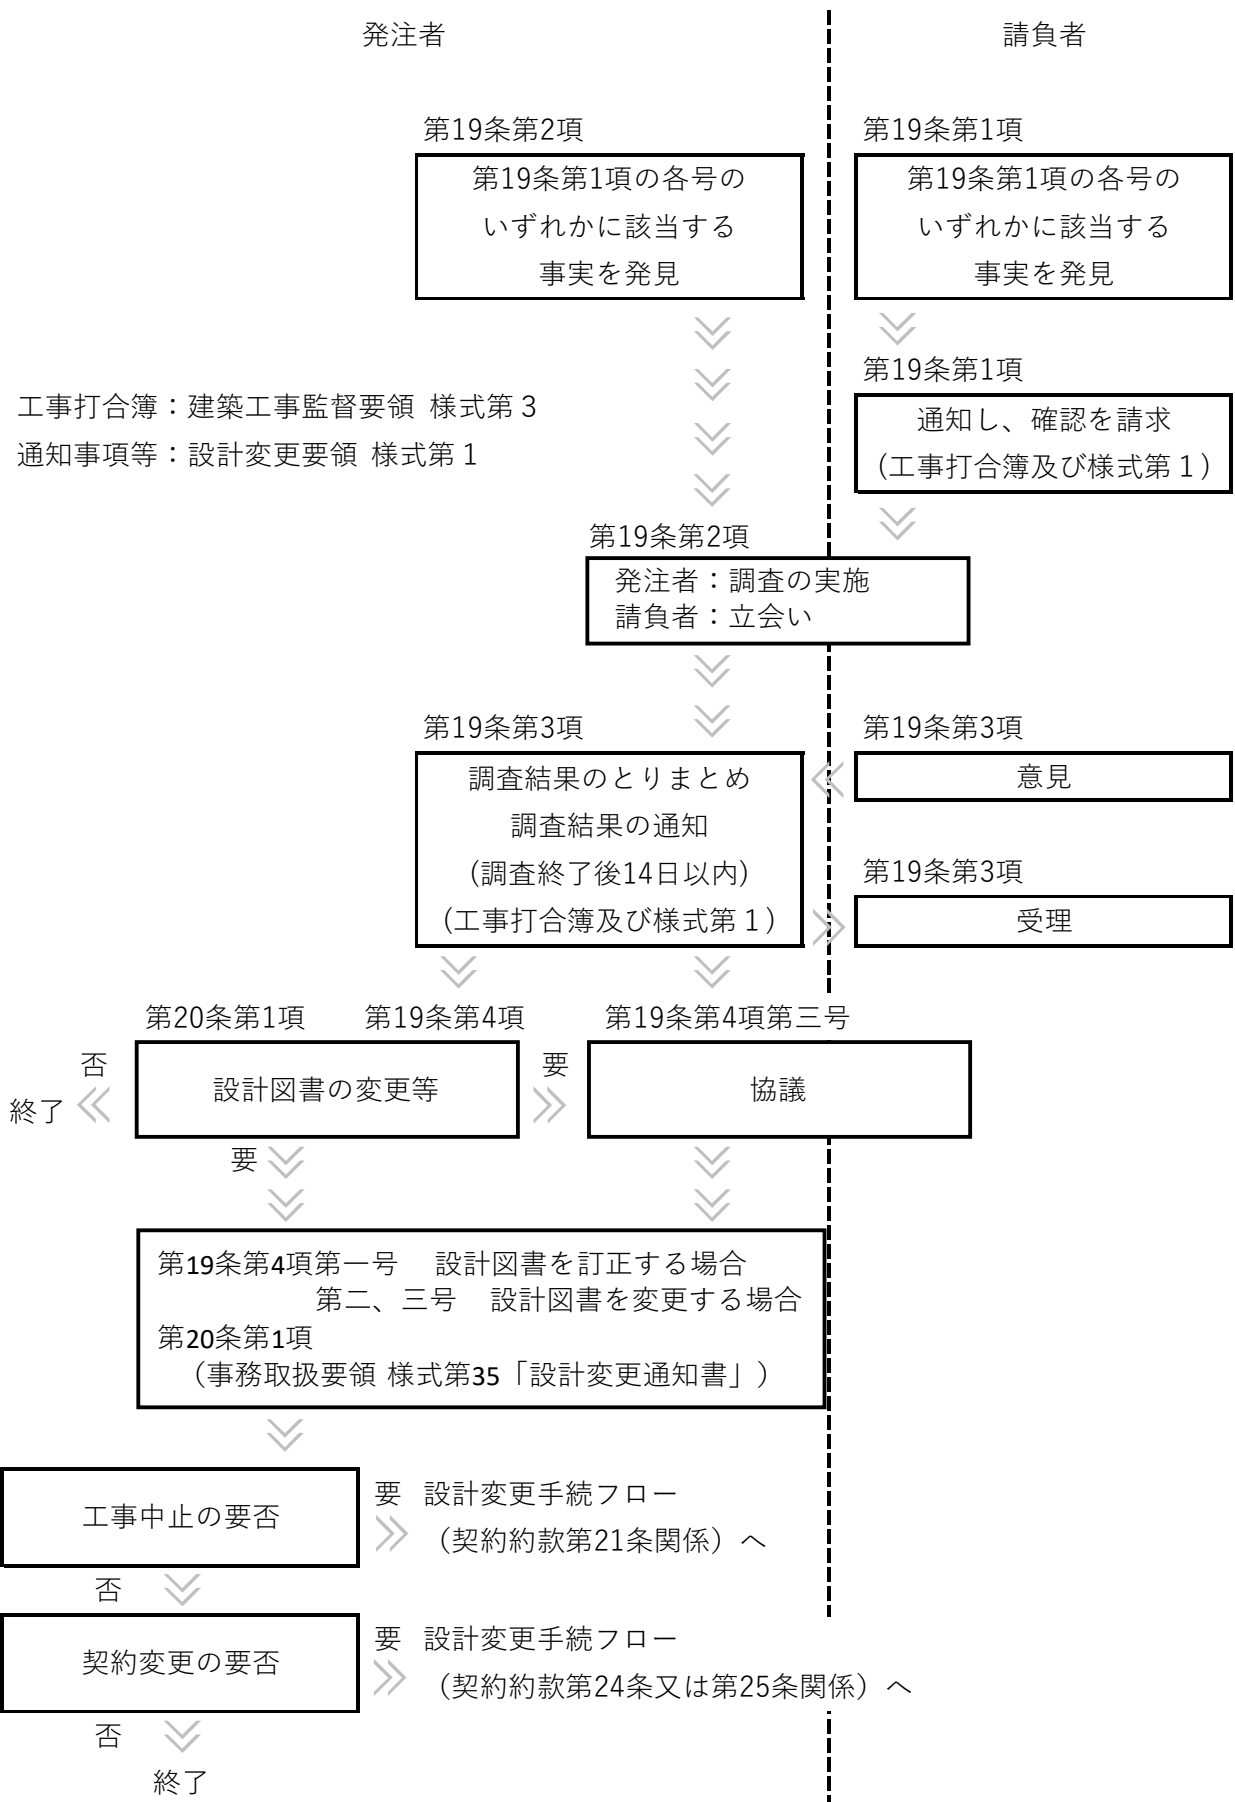 発注者
請負者
第19条第2項
第19条第1項の各号の
いずれかに該当する
事実を発見
第19条第1項
第19条第1項の各号の
いずれかに該当する
事実を発見
第19条第1項
通知し、確認を請求
(工事打合簿及び様式第１)
工事打合簿：建築工事監督要領 様式第３
通知事項等：設計変更要領 様式第１
第19条第2項
発注者：調査の実施
請負者：立会い
第19条第3項
調査結果のとりまとめ
調査結果の通知
(調査終了後14日以内)
(工事打合簿及び様式第１)
第19条第3項
意見
第19条第3項
受理
第20条第1項
第19条第4項
第19条第4項第三号
否
終了
設計図書の変更等
要
協議
要
第19条第4項第一号　設計図書を訂正する場合
第二、三号　設計図書を変更する場合
第20条第1項
（事務取扱要領 様式第35「設計変更通知書」）
工事中止の要否
要 設計変更手続フロー
（契約約款第21条関係）へ
否
契約変更の要否
要 設計変更手続フロー
（契約約款第24条又は第25条関係）へ
否
終了